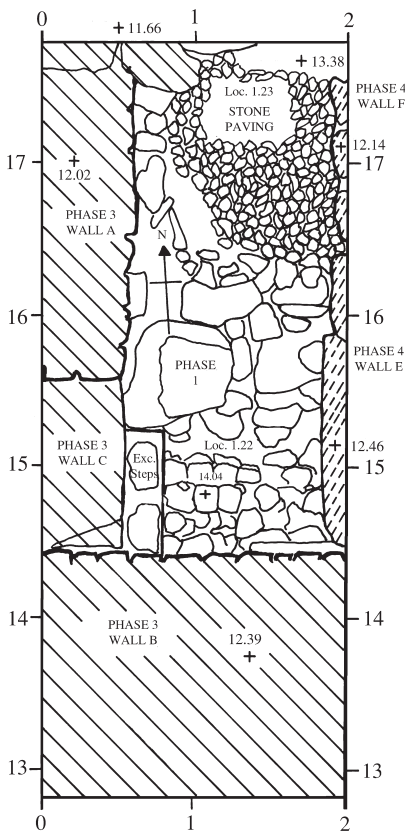 + 11.66
0
1
2
+ 13.38
Loc. 1.23
STONE
PAVING
PHASE 4
WALL F
+ 12.14
17
17
+
12.02
PHASE 3
WALL A
N
16
16
PHASE
1
PHASE 4
WALL E
PHASE 3
WALL C
Exc.
Steps
Loc. 1.22
14.04
+
+ 12.46
15
15
14
14
PHASE 3
WALL B
12.39
+
13
13
0
1
2